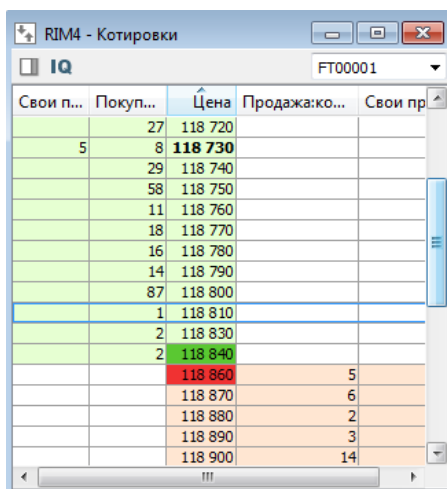 RIM4 - Котировки
IQ FT00001
Свои п... Покуп... Цена Продажа:ко... Свои пр
27 118 720
5 8 118 730
29 118 740
58 118 750
11 118 760
18 118 770
16 118 780
14 118 790
87 118 800
1 118 810
2 118 830
2 118 840
118 860 5
118 870 6
118 880 2
118 890 3
118 900 14